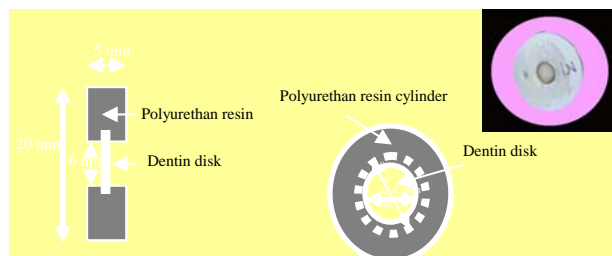 5 mm
Polyurethan resin
20 mm
Dentin disk
Polyurethan resin cylinder
Dentin disk